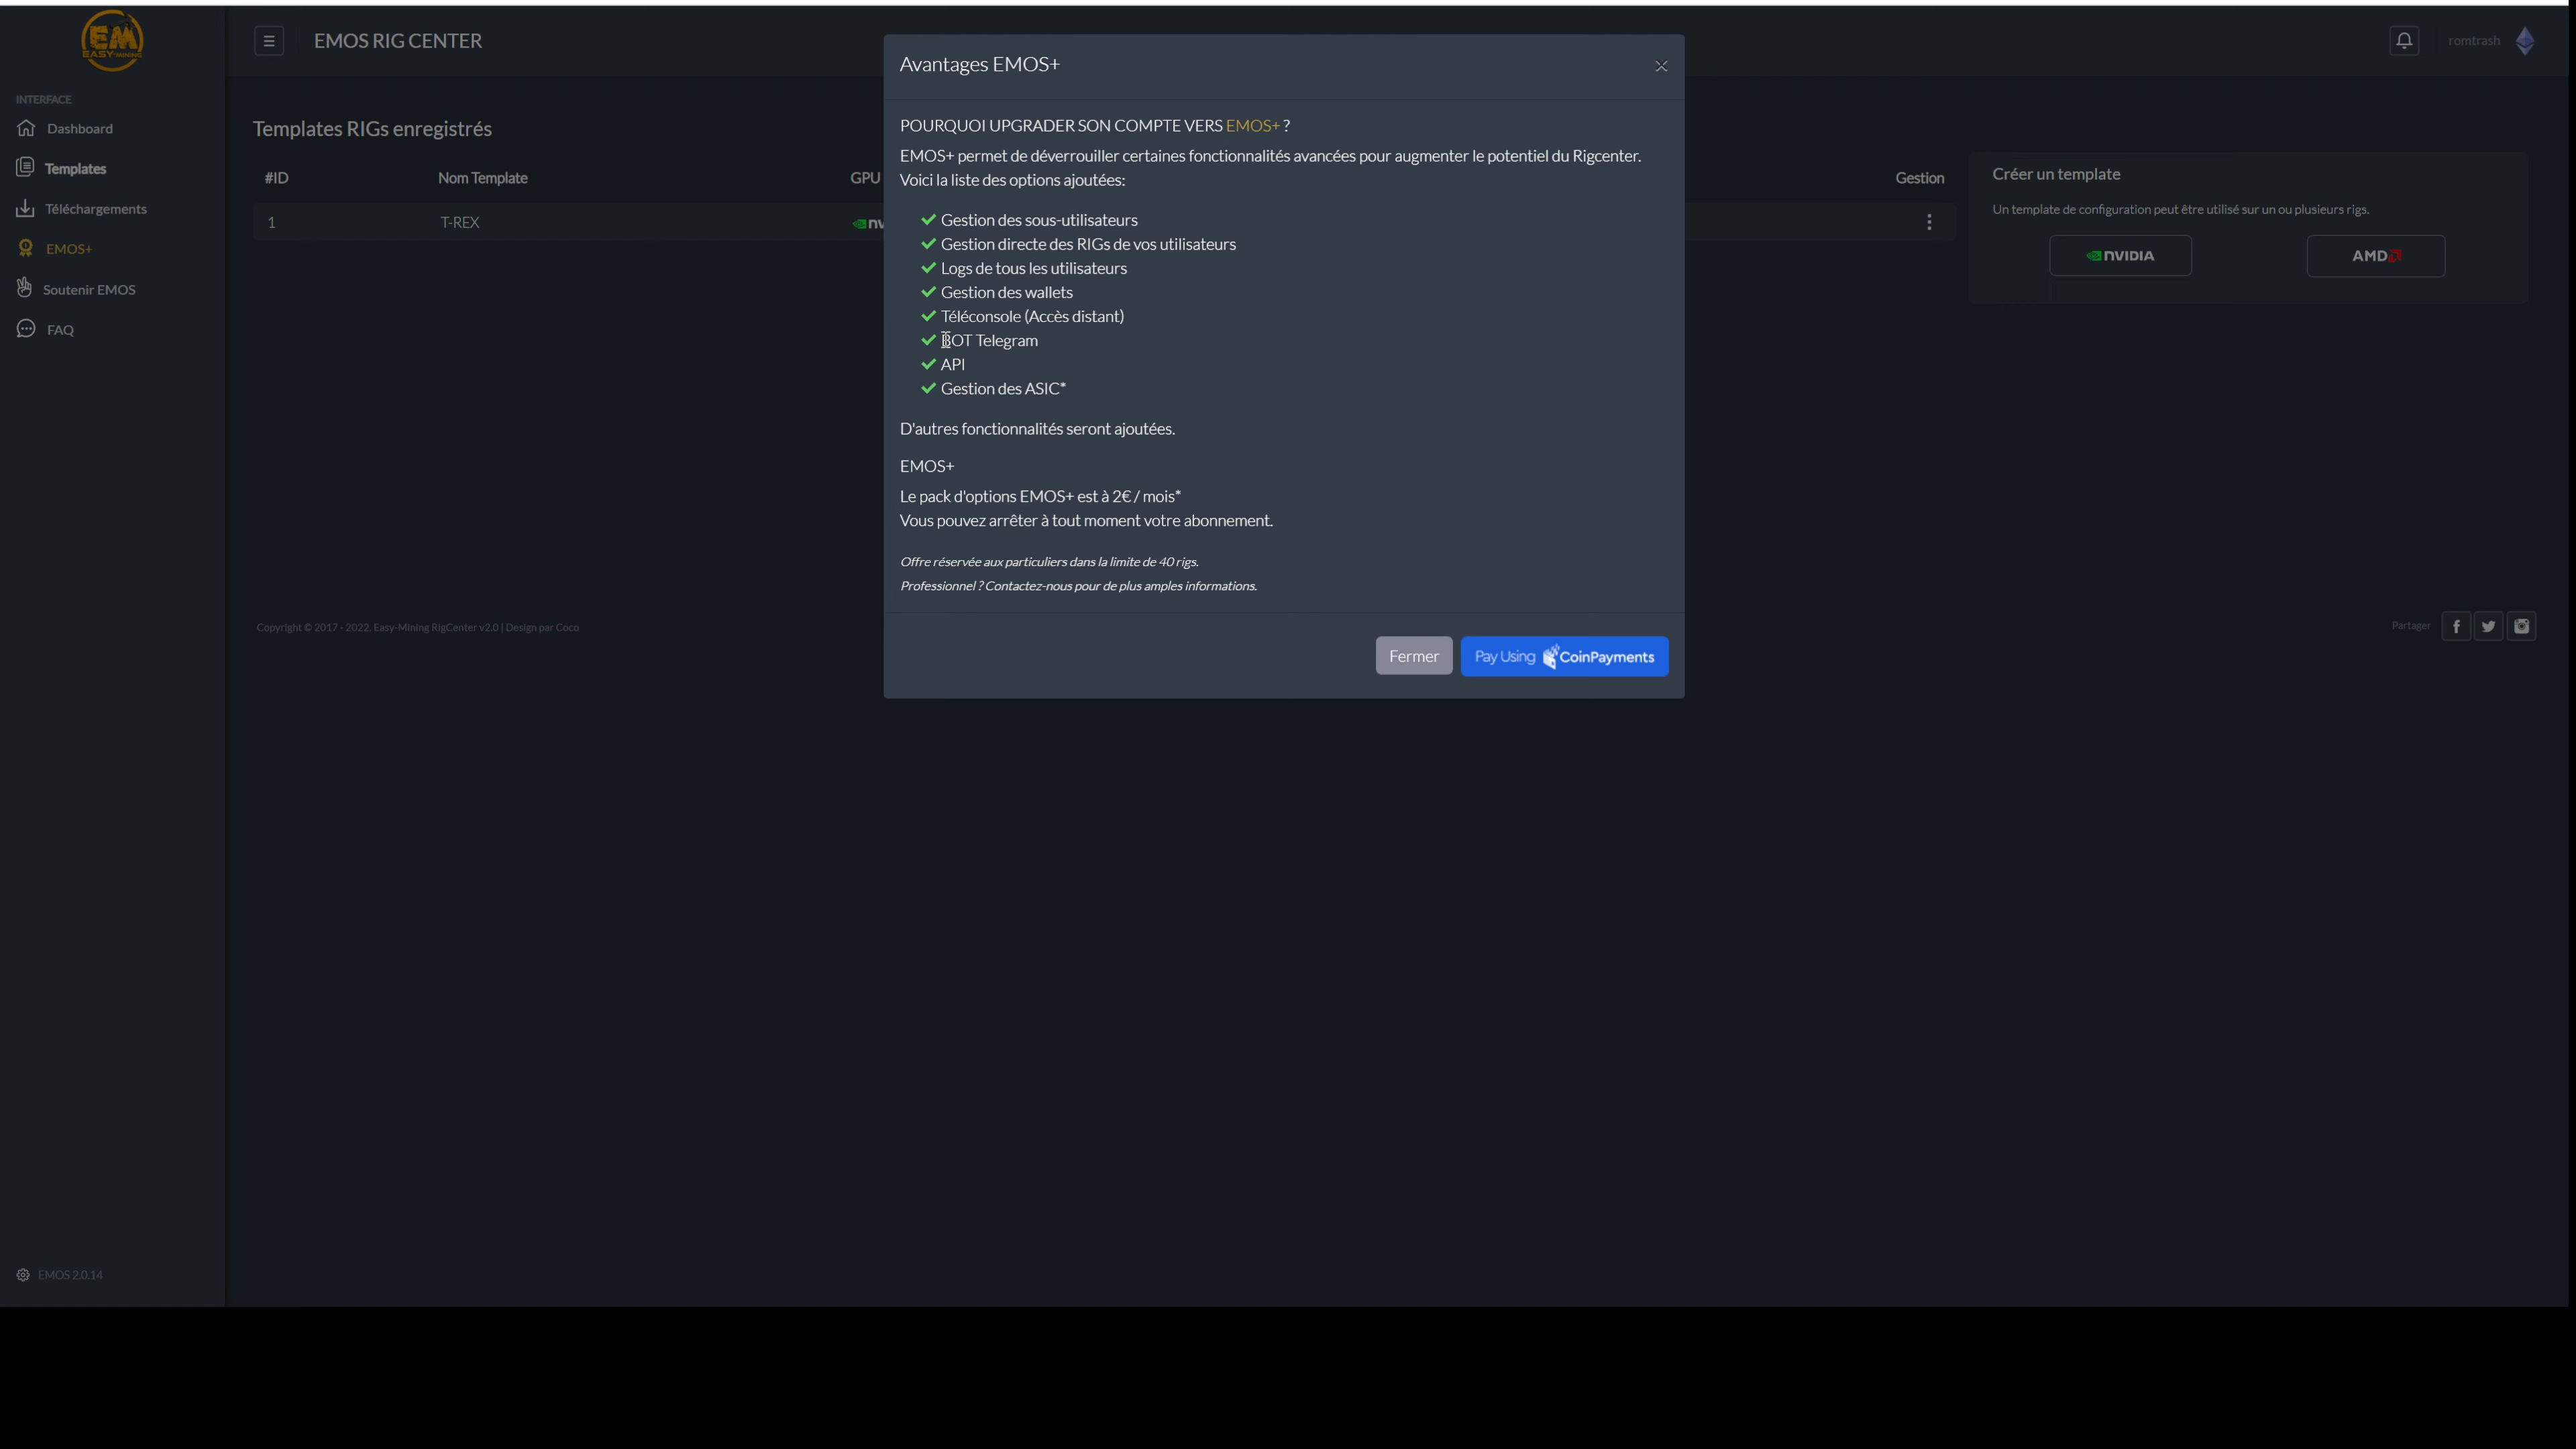 EM
EASY-MINING
EMOS RIG CENTER
romtrash
INTERFACE
Dashboard
Templates
Téléchargements
EMOS+
Soutenir EMOS
FAQ
EMOS 2.0.14
Templates RIGs enregistrés
#ID Nom Template GPU Gestion
1 T-REX
Créer un template
Un template de configuration peut être utilisé sur un ou plusieurs rigs.
NVIDIA AMD
Avantages EMOS+
POURQUOI UPGRADER SON COMPTE VERS EMOS+ ?
EMOS+ permet de déverrouiller certaines fonctionnalités avancées pour augmenter le potentiel du Rigcenter.
Voici la liste des options ajoutées:
Gestion des sous-utilisateurs
Gestion directe des RIGs de vos utilisateurs
Logs de tous les utilisateurs
Gestion des wallets
Téléconsole (Accès distant)
BOT Telegram
API
Gestion des ASIC*
D'autres fonctionnalités seront ajoutées.
EMOS+
Le pack d'options EMOS+ est à 2€ / mois*
Vous pouvez arrêter à tout moment votre abonnement.
Offre réservée aux particuliers dans la limite de 40 rigs.
Professionnel ? Contactez-nous pour de plus amples informations.
Fermer Pay Using CoinPayments
Copyright © 2017 - 2022. Easy-Mining RigCenter v2.0 | Design par Coco
Partager